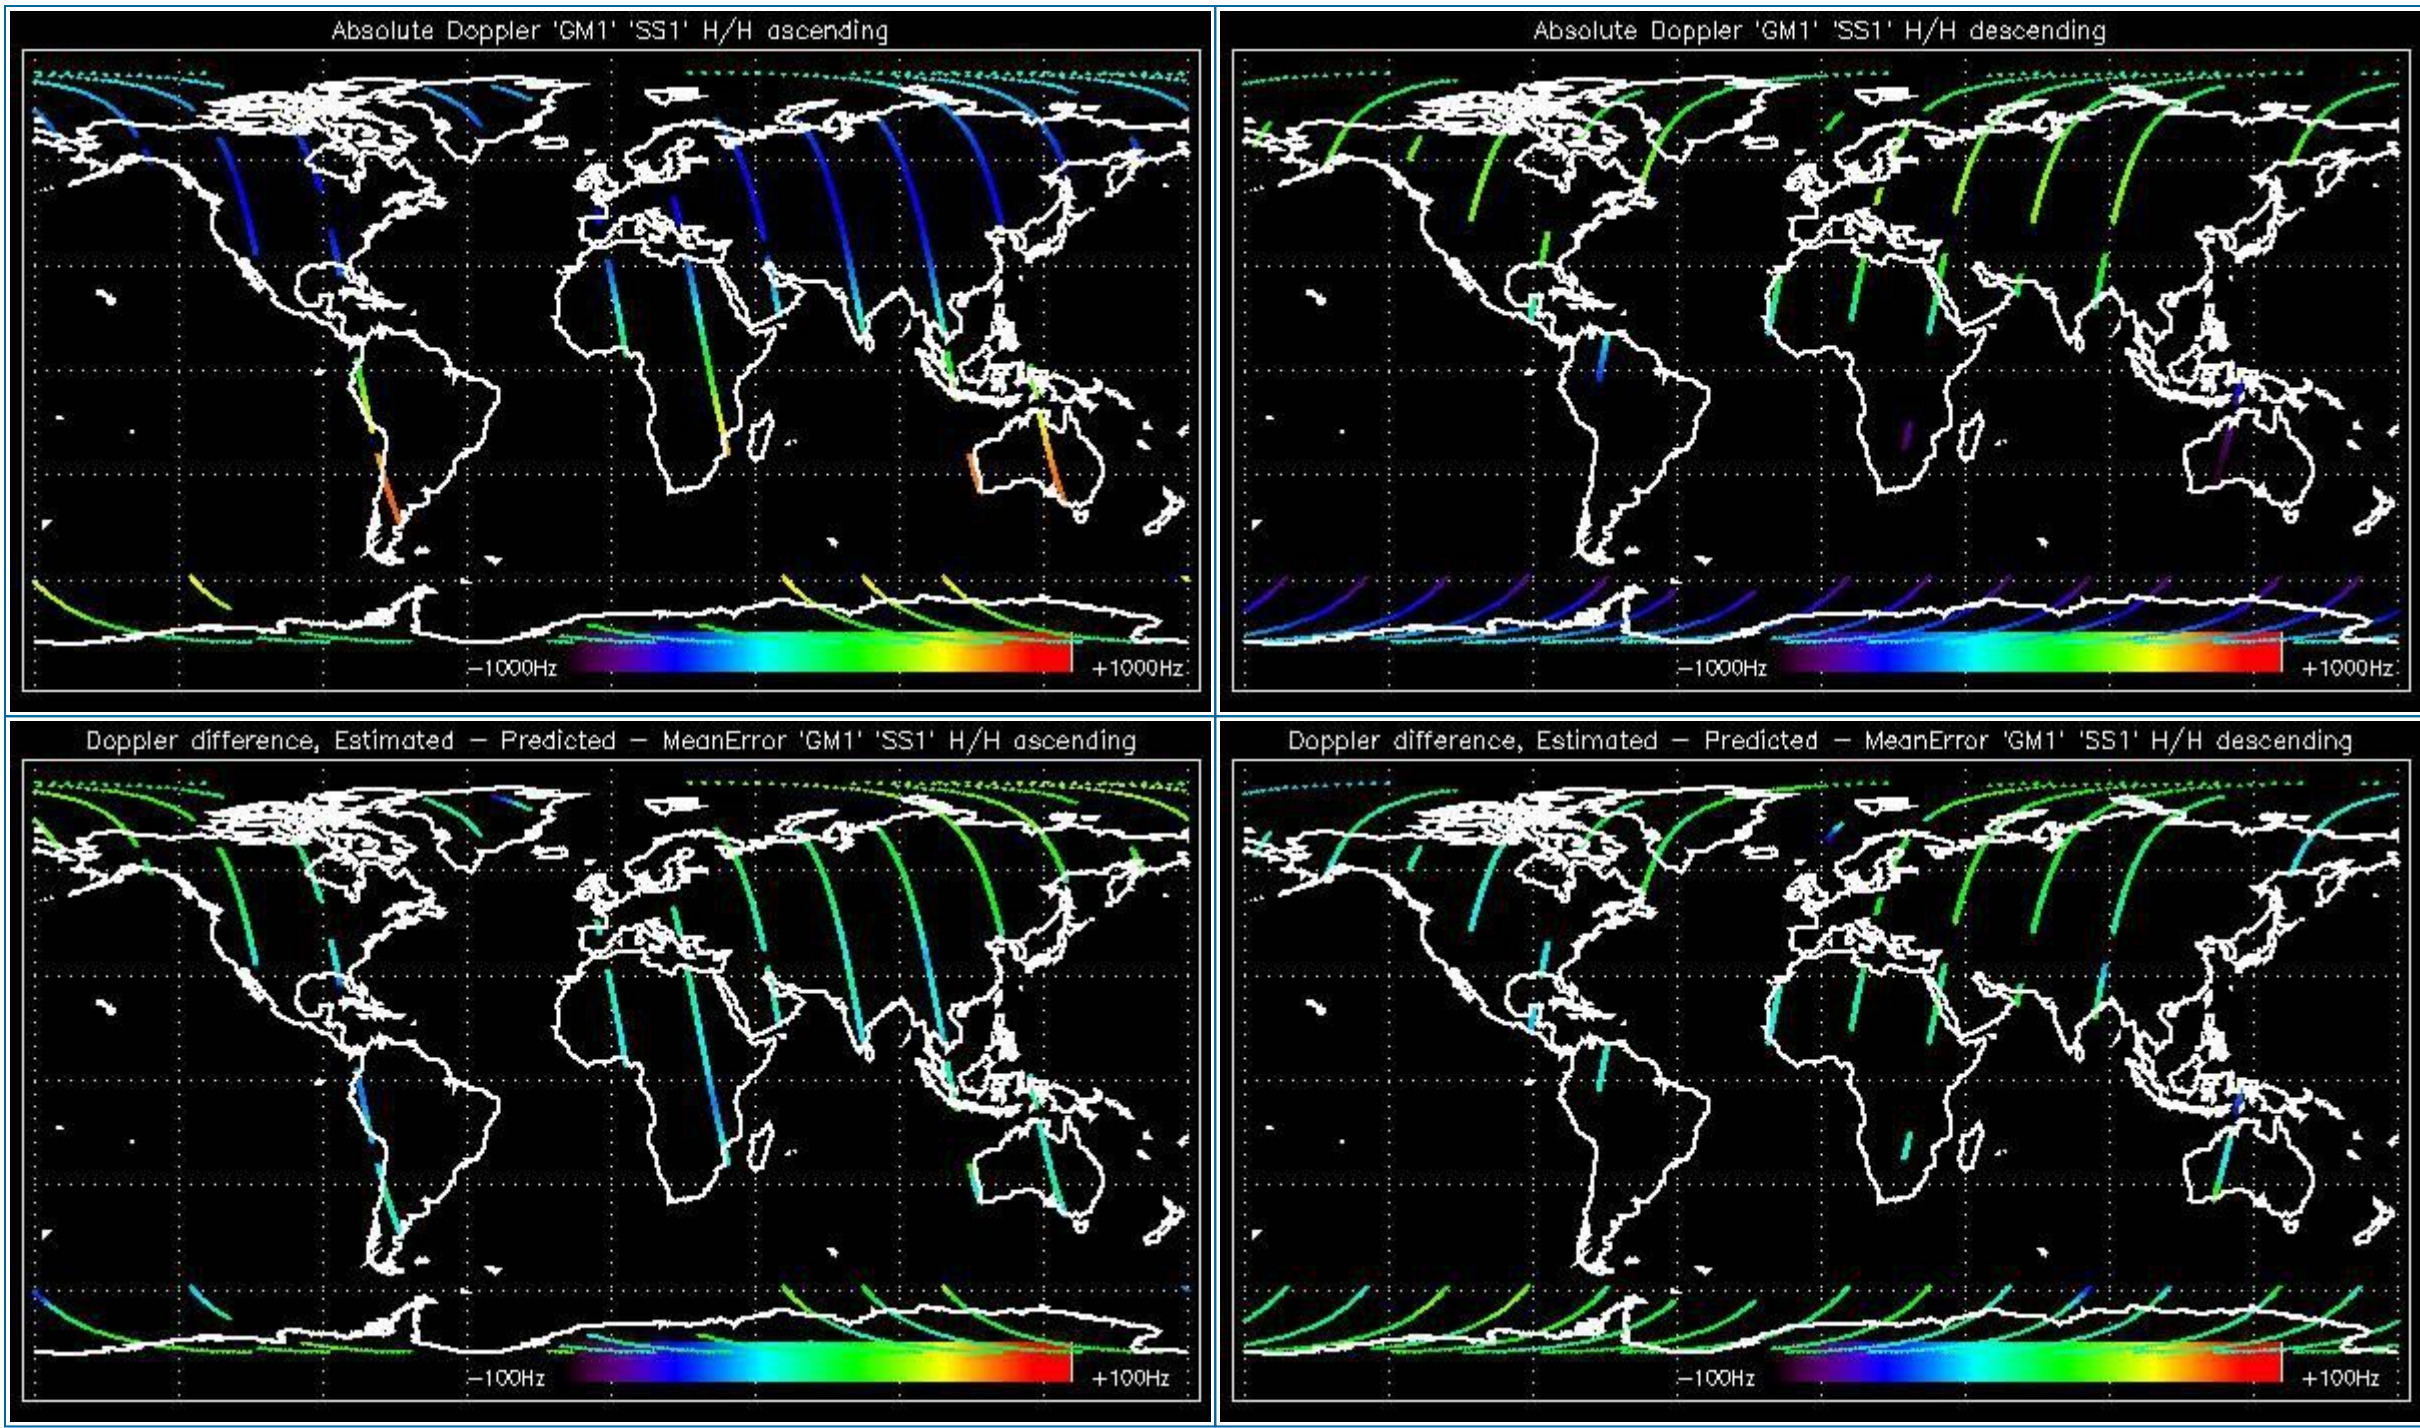 Absolute Doppler 'GM1' 'SS1' H/H ascending
−1000Hz +1000Hz
Absolute Doppler 'GM1' 'SS1' H/H descending
−1000Hz +1000Hz
Doppler difference, Estimated − Predicted − MeanError 'GM1' 'SS1' H/H ascending
−100Hz +100Hz
Doppler difference, Estimated − Predicted − MeanError 'GM1' 'SS1' H/H descending
−100Hz +100Hz